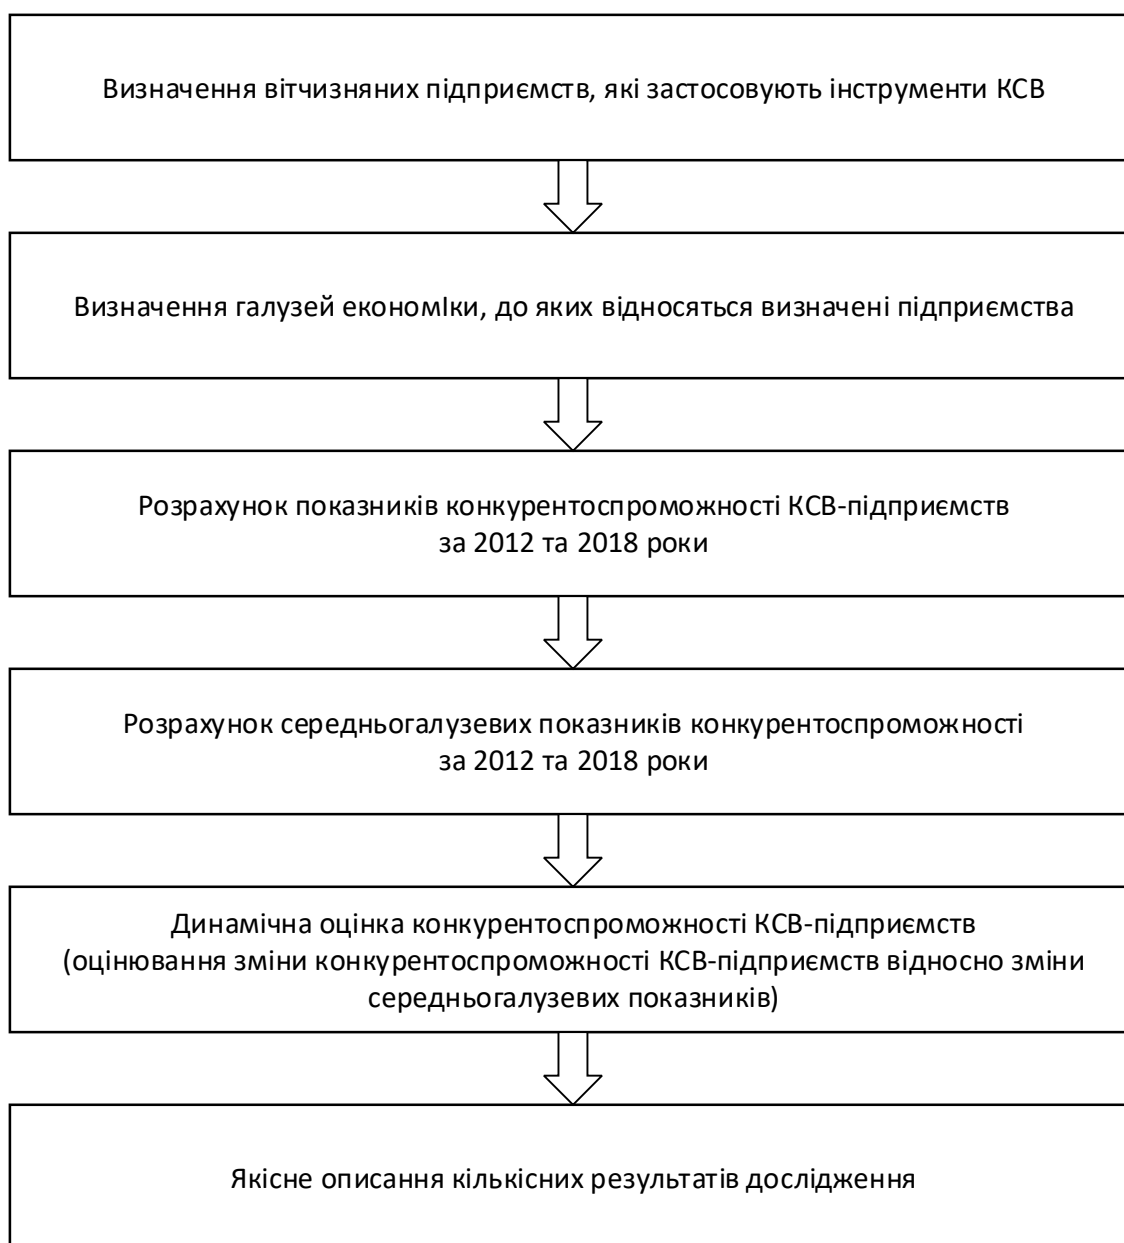 Визначення вітчизняних підприємств, які застосовують інструменти КСВ
Визначення галузей економІки, до яких відносяться визначені підприємства
Розрахунок показників конкурентоспроможності КСВ-підприємств
за 2012 та 2018 роки
Розрахунок середньогалузевих показників конкурентоспроможності
за 2012 та 2018 роки
Динамічна оцінка конкурентоспроможності КСВ-підприємств
(оцінювання зміни конкурентоспроможності КСВ-підприємств відносно зміни
середньогалузевих показників)
Якісне описання кількісних результатів дослідження